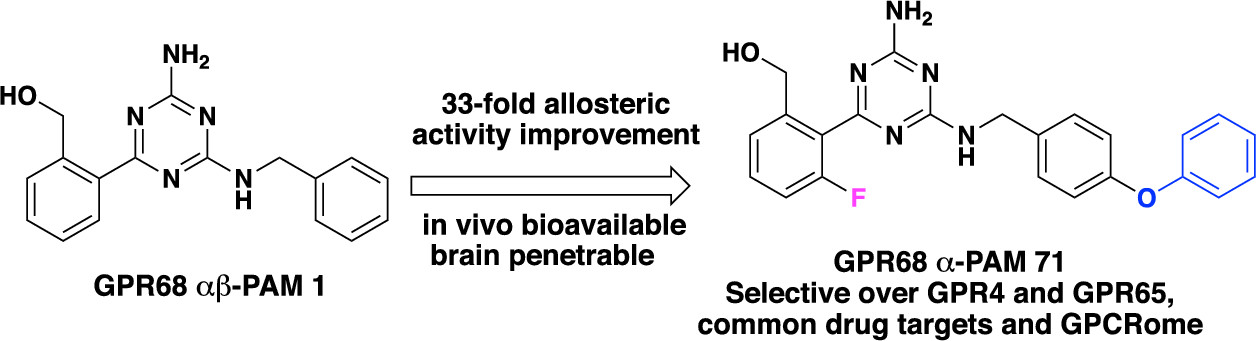 NH2
HO
N
N
N
N
H
33-fold allosteric
activity improvement
in vivo bioavailable
brain penetrable
GPR68 αβ-PAM 1
NH2
HO
N
N
N
N
H
F
O
GPR68 α-PAM 71
Selective over GPR4 and GPR65,
common drug targets and GPCRome